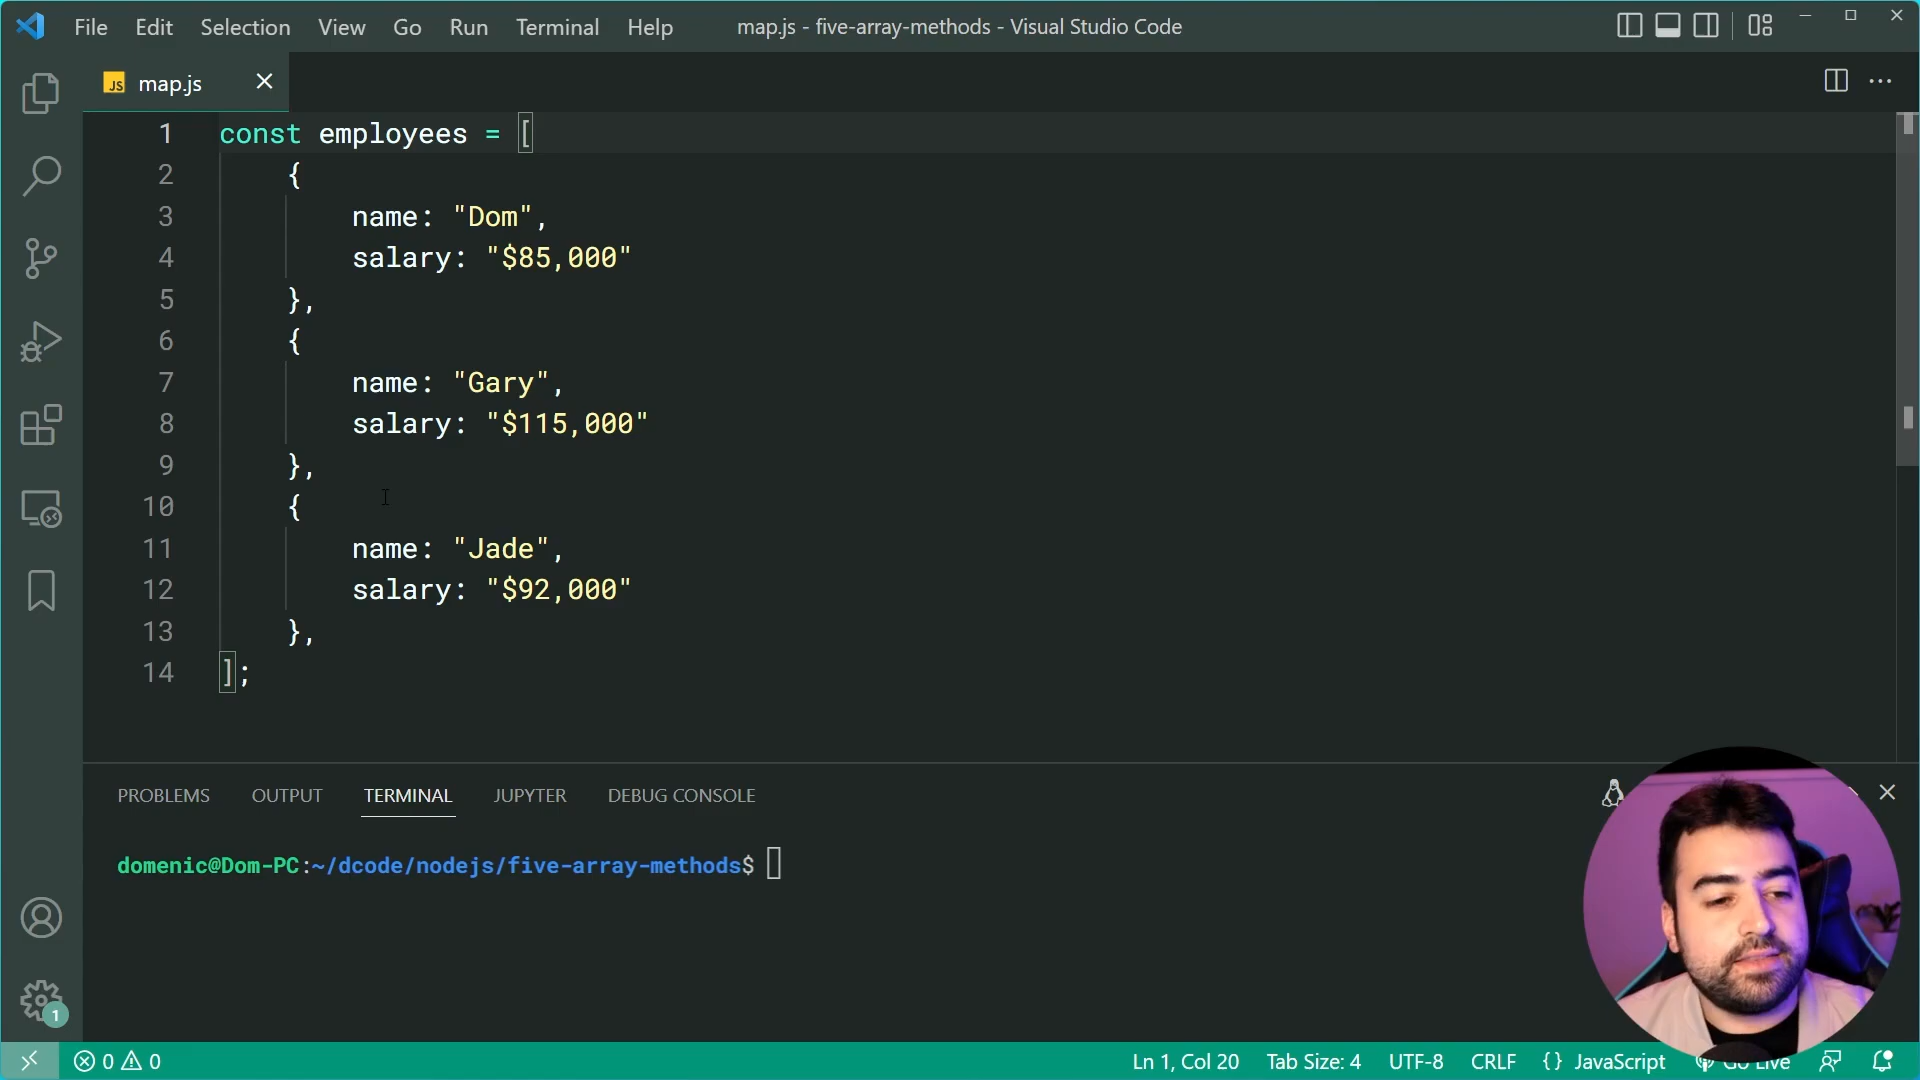 File Edit Selection View Go Run Terminal Help map.js - five-array-methods - Visual Studio Code
JS map.js
1 const employees = [
2 {
3 name: "Dom",
4 salary: "$85,000"
5 },
6 {
7 name: "Gary",
8 salary: "$115,000"
9 },
10 {
11 name: "Jade",
12 salary: "$92,000"
13 },
14 ];
PROBLEMS OUTPUT TERMINAL JUPYTER DEBUG CONSOLE
domenic@Dom-PC:~/dcode/nodejs/five-array-methods$
1
0 0 Ln 1, Col 20 Tab Size: 4 UTF-8 CRLF {} JavaScript Go Live